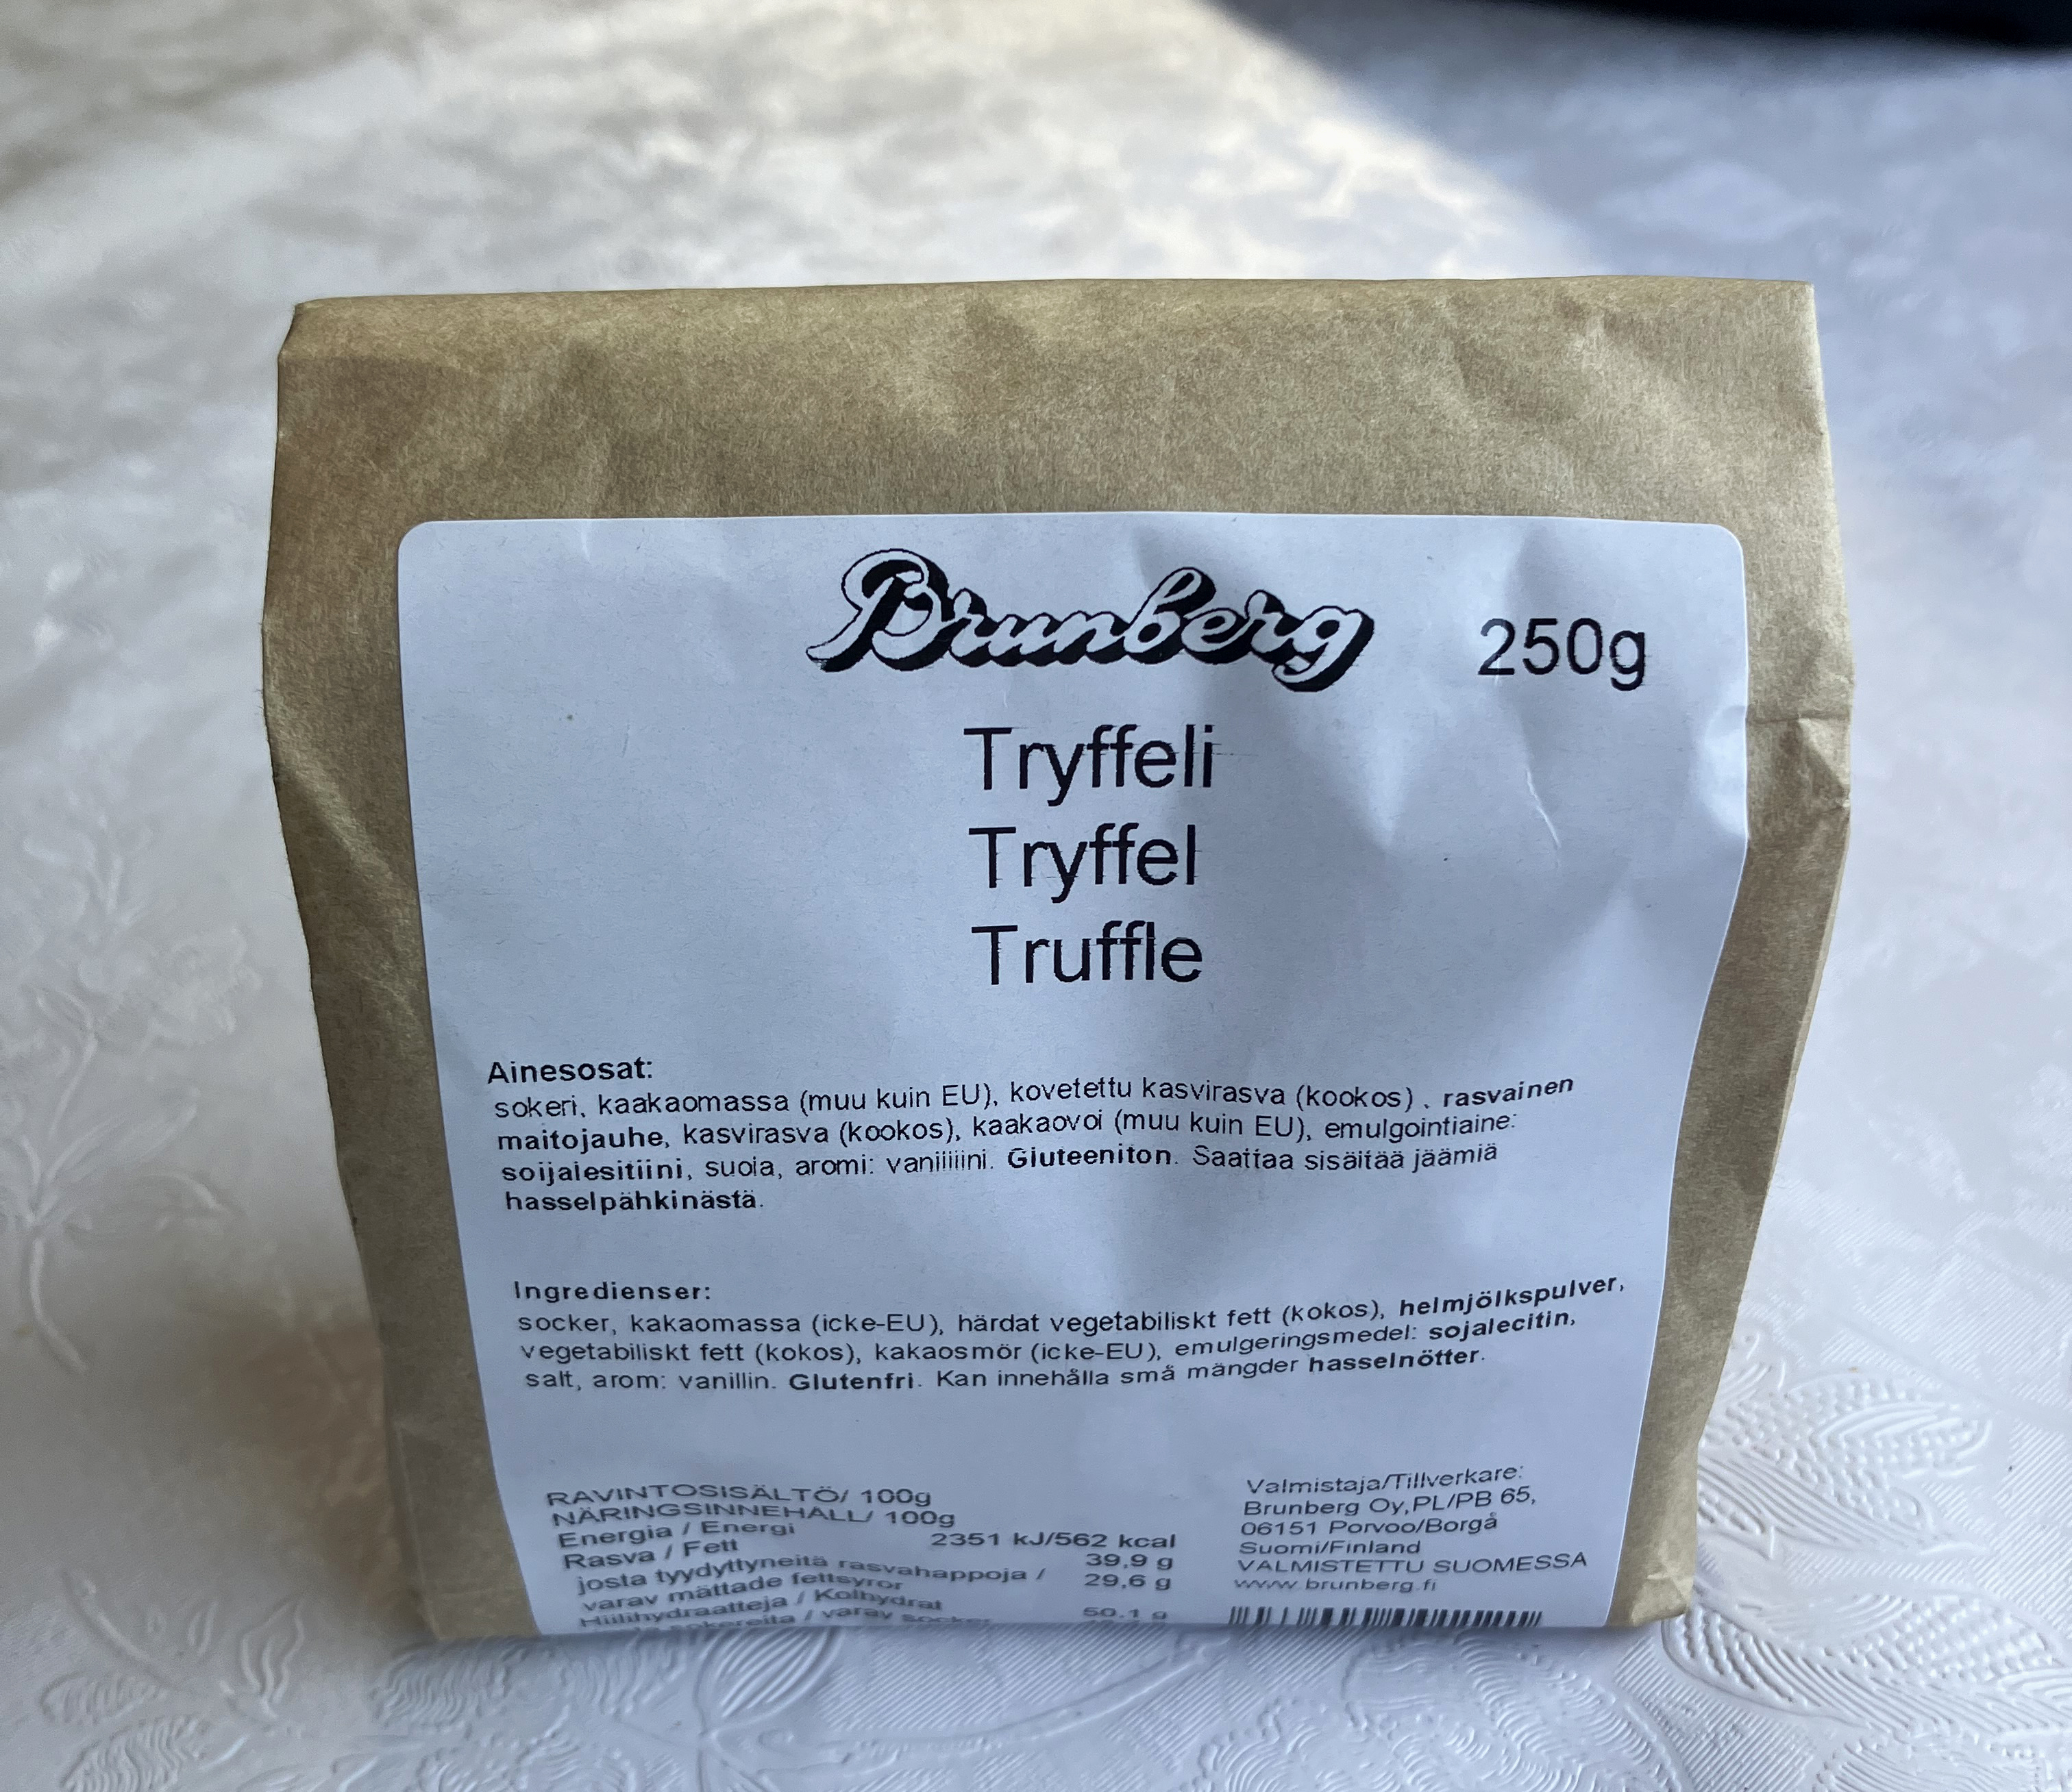 Brunberg 250g
Tryffeli
Tryffel
Truffle
Ainesosat:
sokeri, kaakaomassa (muu kuin EU), kovetettu kasvirasva (kookos), rasvainen
maitojauhe, kasvirasva (kookos), kaakaovoi (muu kuin EU), emulgointiaine:
soijalesitiini, suola, aromi: vanilliini. Gluteeniton. Saattaa sisältää jäämiä
hasselpähkinästä.
Ingredienser:
socker, kakaomassa (icke-EU), härdat vegetabiliskt fett (kokos), helmjölkspulver,
vegetabiliskt fett (kokos), kakaosmör (icke-EU), emulgeringsmedel: sojalecitin,
salt, arom: vanillin. Glutenfri. Kan innehålla små mängder hasselnötter.
RAVINTOSISÄLTÖ/ 100g
NÄRINGSINNEHÅLL/ 100g
Energia / Energi 2351 kJ/562 kcal
Rasva / Fett 39,9 g
josta tyydyttyneitä rasvahappoja / 29,6 g
varav mättade fettsyror
Hiilihydraatteja / Kolhydrat 50.1 g
sokereita / varav socker
Valmistaja/Tillverkare:
Brunberg Oy,PL/PB 65,
06151 Porvoo/Borgå
Suomi/Finland
VALMISTETTU SUOMESSA
www.brunberg.fi